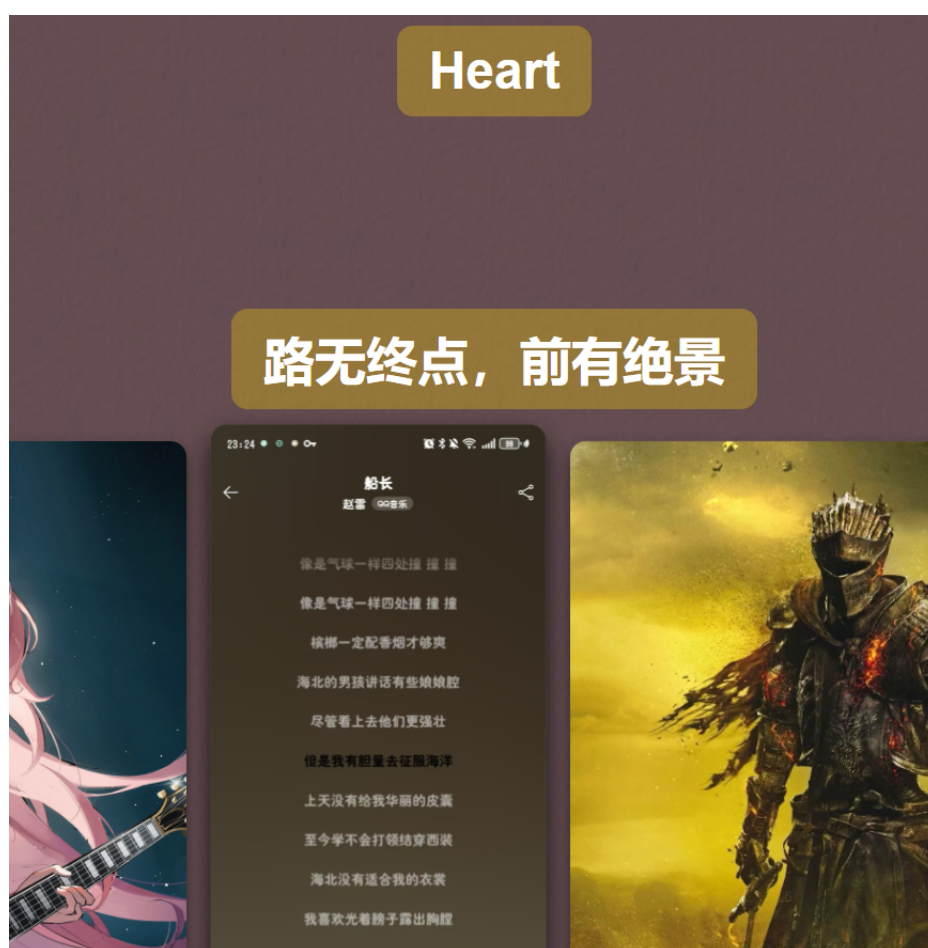 Heart
路无终点，前有绝景
23:24
99
船长
赵雷 QQ音乐
像是气球一样四处撞 撞 撞
像是气球一样四处撞 撞 撞
槟榔一定配香烟才够爽
海北的男孩讲话有些娘娘腔
尽管看上去他们更强壮
但是我有胆量去征服海洋
上天没有给我华丽的皮囊
至今学不会打领结穿西装
海北没有适合我的衣裳
我喜欢光着膀子露出胸膛